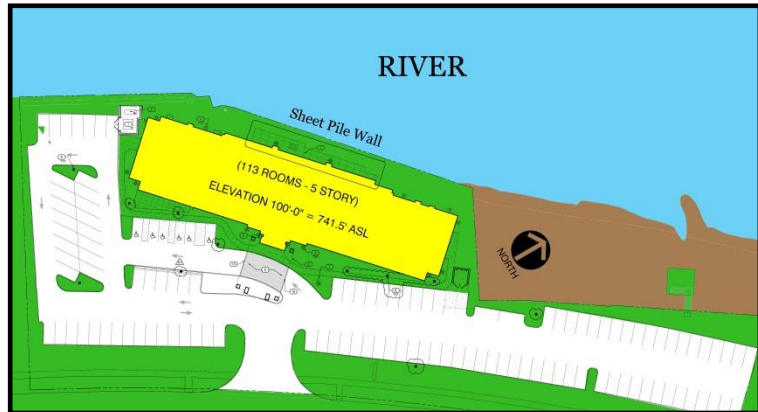 RIVER
Sheet Pile Wall
(113 ROOMS - 5 STORY)
ELEVATION 100'-0" = 741.5' ASL
NORTH